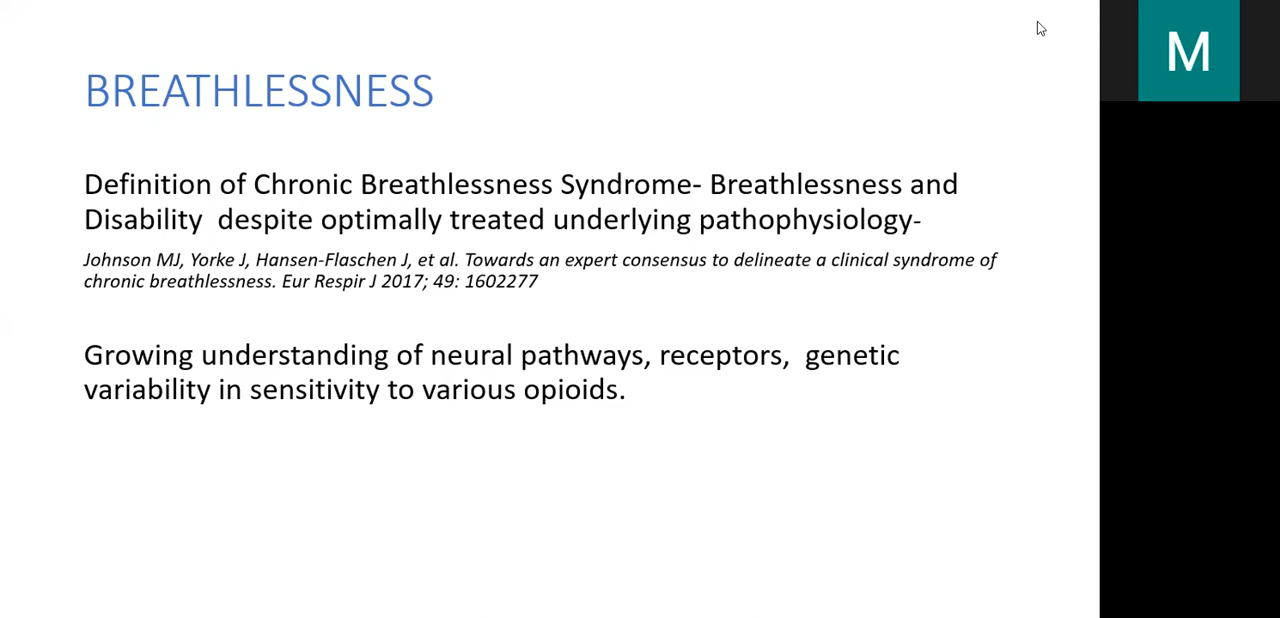 BREATHLESSNESS
Definition of Chronic Breathlessness Syndrome- Breathlessness and
Disability  despite optimally treated underlying pathophysiology-
Johnson MJ, Yorke J, Hansen-Flaschen J, et al. Towards an expert consensus to delineate a clinical syndrome of
chronic breathlessness. Eur Respir J 2017; 49: 1602277
Growing understanding of neural pathways, receptors,  genetic
variability in sensitivity to various opioids.
M